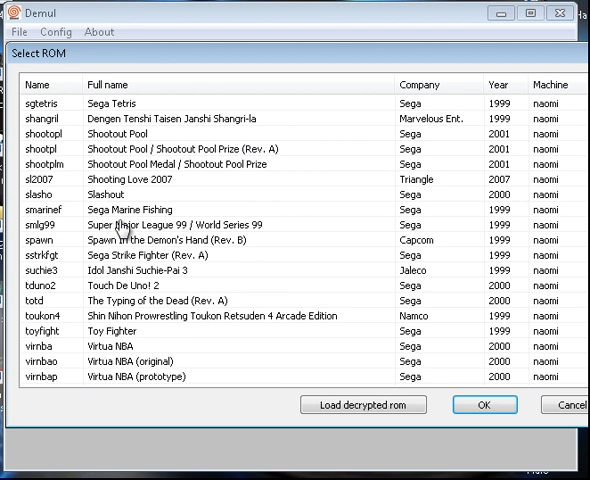 Demul
File Config About
Select ROM
Name Full name Company Year Machine
sgtetris Sega Tetris Sega 1999 naomi
shangril Dengen Tenshi Taisen Janshi Shangri-la Marvelous Ent. 1999 naomi
shootopl Shootout Pool Sega 2001 naomi
shootpl Shootout Pool / Shootout Pool Prize (Rev. A) Sega 2001 naomi
shootplm Shootout Pool Medal / Shootout Pool Prize Sega 1999 naomi
sl2007 Shooting Love 2007 Triangle 2007 naomi
slasho Slashout Sega 2000 naomi
smarinef Sega Marine Fishing Sega 1999 naomi
smlg99 Super Major League 99 / World Series 99 Sega 1999 naomi
spawn Spawn In the Demon's Hand (Rev. B) Capcom 1999 naomi
sstrkfgt Sega Strike Fighter (Rev. A) Sega 2000 naomi
suchie3 Idol Janshi Suchie-Pai 3 Jaleco 1999 naomi
tduno2 Touch De Uno! 2 Sega 2000 naomi
totd The Typing of the Dead (Rev. A) Sega 2000 naomi
toukon4 Shin Nihon Prowrestling Toukon Retsuden 4 Arcade Edition Namco 1999 naomi
toyfight Toy Fighter Sega 1999 naomi
virnba Virtua NBA Sega 2000 naomi
virnbao Virtua NBA (original) Sega 2000 naomi
virnbap Virtua NBA (prototype) Sega 2000 naomi
Load decrypted rom OK Cancel